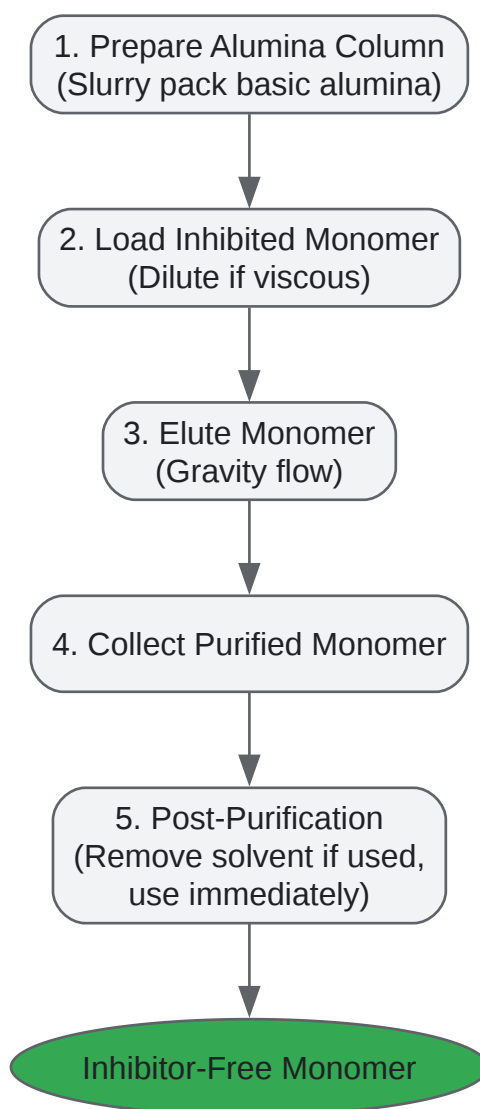 1. Prepare Alumina Column
(Slurry pack basic alumina)
2. Load Inhibited Monomer
(Dilute if viscous)
3. Elute Monomer
(Gravity flow)
4. Collect Purified Monomer
5. Post-Purification
(Remove solvent if used,
use immediately)
Inhibitor-Free Monomer